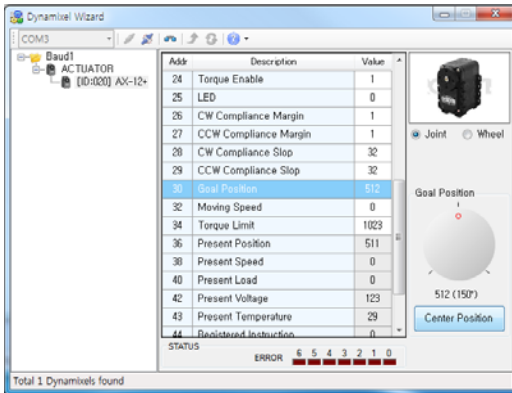 Dynamixel Wizard
COM3
Baud1
ACTUATOR
[ID:020] AX-12+
Addr Description Value
24 Torque Enable 1
25 LED 0
26 CW Compliance Margin 1
27 CCW Compliance Margin 1
28 CW Compliance Slop 32
29 CCW Compliance Slop 32
30 Goal Position 512
32 Moving Speed 0
34 Torque Limit 1023
36 Present Position 511
38 Present Speed 0
40 Present Load 0
42 Present Voltage 123
43 Present Temperature 29
44 Registered Instruction 0
Joint Wheel
Goal Position
512 (150°)
Center Position
STATUS
ERROR 6 5 4 3 2 1 0
Total 1 Dynamixels found